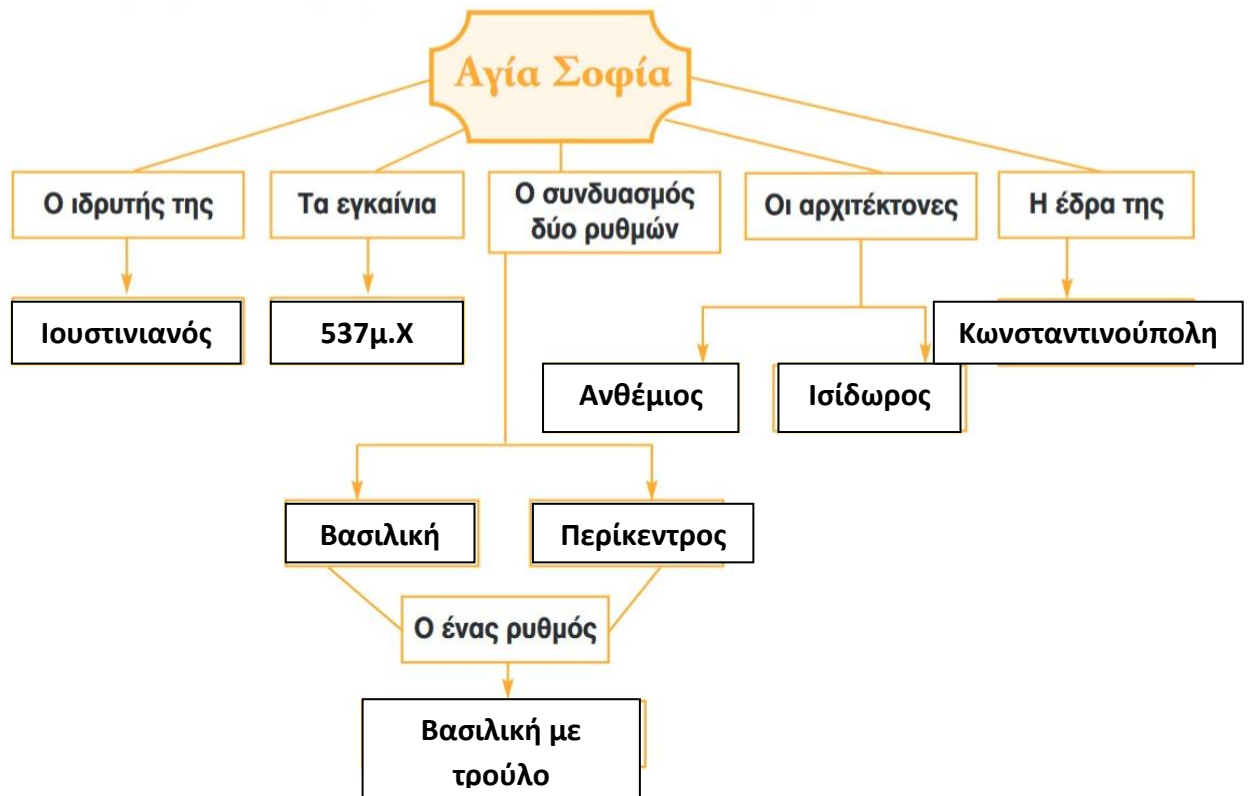 Αγία Σοφία
Ο ιδρυτής της
Τα εγκαίνια
Ο συνδυασμός
δύο ρυθμών
Οι αρχιτέκτονες
Η έδρα της
Ιουστινιανός
537μ.Χ
Κωνσταντινούπολη
Ανθέμιος
Ισίδωρος
Βασιλική
Περίκεντρος
Ο ένας ρυθμός
Βασιλική με
τρούλο